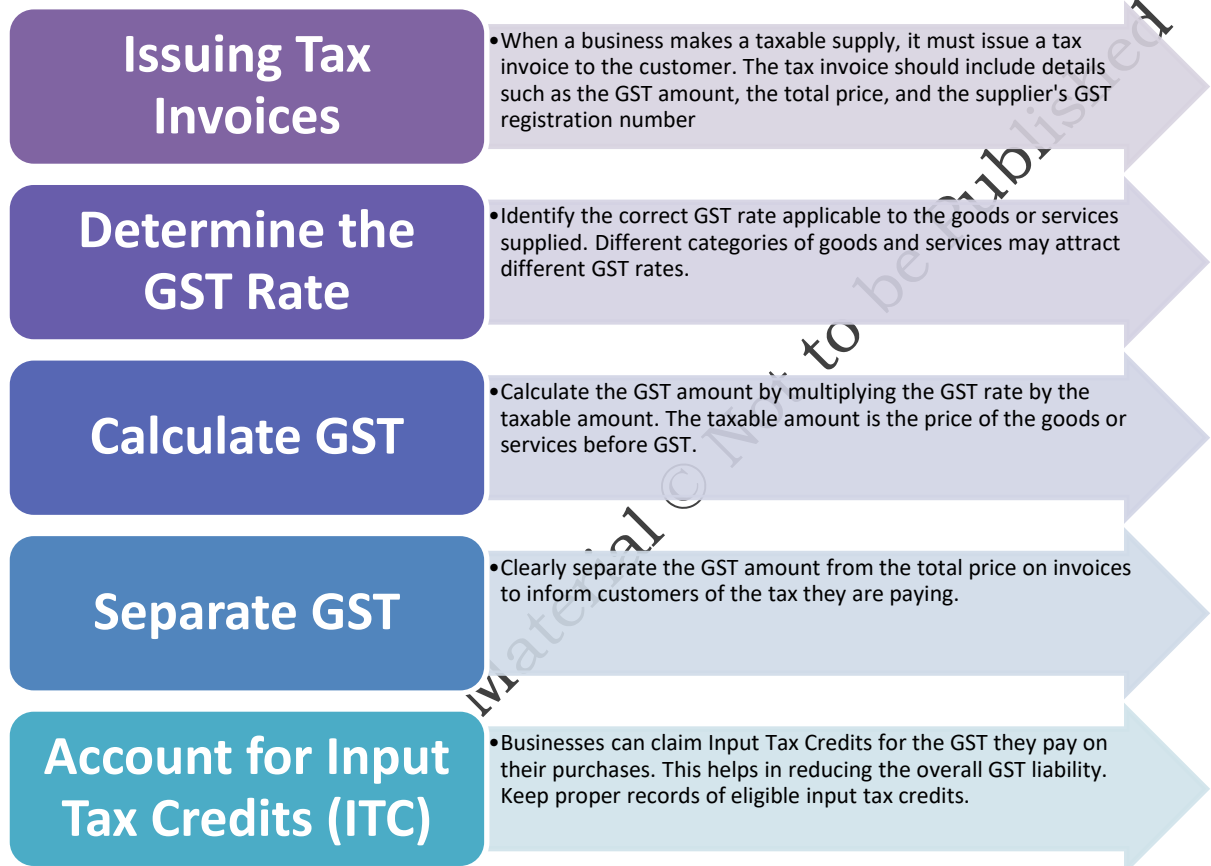 Issuing Tax
Invoices
•When a business makes a taxable supply, it must issue a tax
invoice to the customer. The tax invoice should include details
such as the GST amount, the total price, and the supplier's GST
registration number
Determine the
GST Rate
•Identify the correct GST rate applicable to the goods or services
supplied. Different categories of goods and services may attract
different GST rates.
Calculate GST
•Calculate the GST amount by multiplying the GST rate by the
taxable amount. The taxable amount is the price of the goods or
services before GST.
Separate GST
•Clearly separate the GST amount from the total price on invoices
to inform customers of the tax they are paying.
Account for Input
Tax Credits (ITC)
•Businesses can claim Input Tax Credits for the GST they pay on
their purchases. This helps in reducing the overall GST liability.
Keep proper records of eligible input tax credits.
Material © Not to be Published